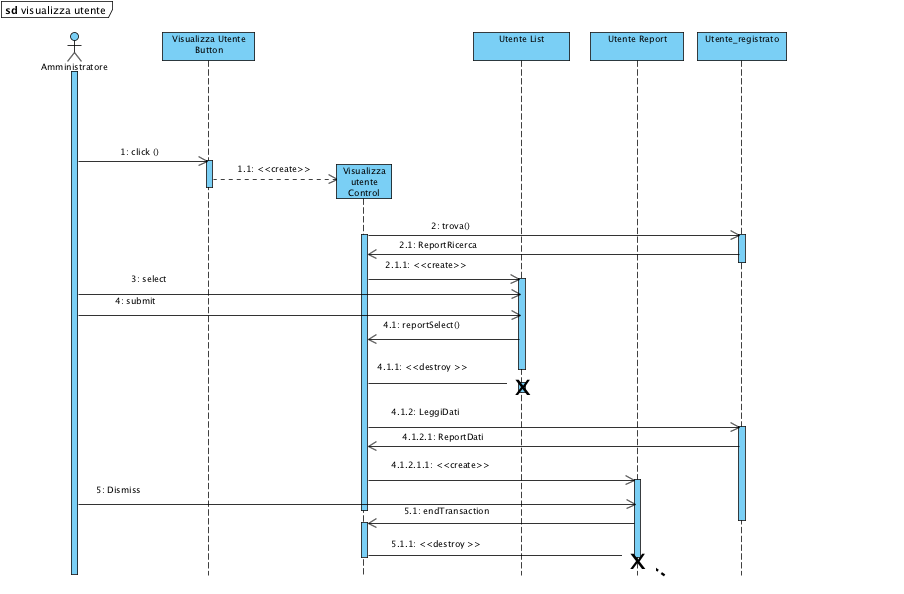 sd visualizza utente
Visualizza Utente
Button
Utente List
Utente Report
Utente_registrato
Amministratore
1: click ()
1.1: <<create>>
Visualizza
utente
Control
2: trova()
2.1: ReportRicerca
2.1.1: <<create>>
3: select
4: submit
4.1: reportSelect()
4.1.1: <<destroy >>
4.1.2: LeggiDati
4.1.2.1: ReportDati
4.1.2.1.1: <<create>>
5: Dismiss
5.1: endTransaction
5.1.1: <<destroy >>